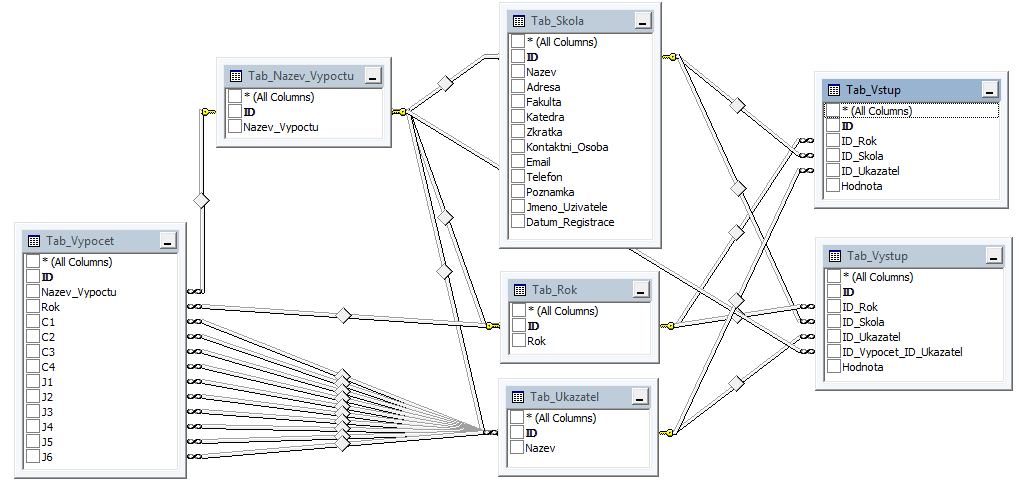 Tab_Vypocet
* (All Columns)
ID
Nazev_Vypoctu
Rok
C1
C2
C3
C4
J1
J2
J3
J4
J5
J6
Tab_Nazev_Vypoctu
* (All Columns)
ID
Nazev_Vypoctu
Tab_Skola
* (All Columns)
ID
Nazev
Adresa
Fakulta
Katedra
Zkratka
Kontaktni_Osoba
Email
Telefon
Poznamka
Jmeno_Uzivatele
Datum_Registrace
Tab_Rok
* (All Columns)
ID
Rok
Tab_Ukazatel
* (All Columns)
ID
Nazev
Tab_Vstup
* (All Columns)
ID
ID_Rok
ID_Skola
ID_Ukazatel
Hodnota
Tab_Vystup
* (All Columns)
ID
ID_Rok
ID_Skola
ID_Ukazatel
ID_Vypocet_ID_Ukazatel
Hodnota